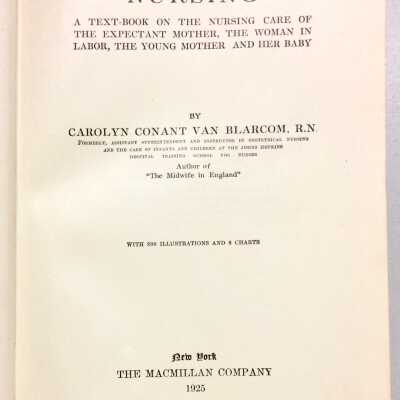 NURSING
A TEXT-BOOK ON THE NURSING CARE OF
THE EXPECTANT MOTHER, THE WOMAN IN
LABOR, THE YOUNG MOTHER AND HER BABY
BY
CAROLYN CONANT VAN BLARCOM, R.N.
FORMERLY, ASSISTANT SUPERINTENDENT AND INSTRUCTOR IN OBSTETRICAL NURSING
AND THE CARE OF INFANTS AND CHILDREN AT THE JOHNS HOPKINS
HOSPITAL TRAINING SCHOOL FOR NURSES
Author of
"The Midwife in England"
WITH ILLUSTRATIONS AND 8 CHARTS
New York
THE MACMILLAN COMPANY
1925